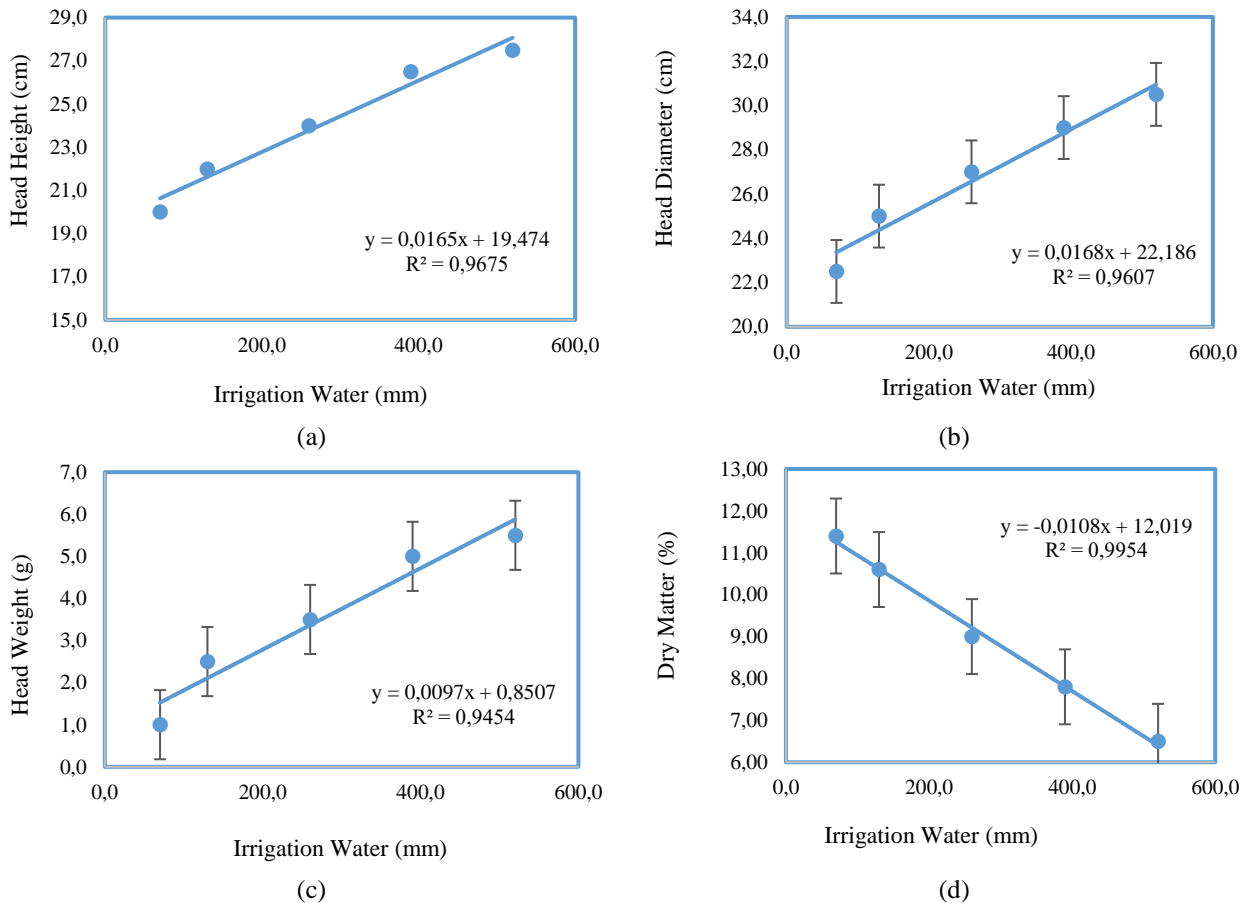 29,0
27,0
25,0
23,0
21,0
19,0
17,0
15,0
Head Height (cm)
y = 0,0165x + 19,474
R² = 0,9675
0,0 200,0 400,0 600,0
Irrigation Water (mm)
(a)
34,0
32,0
30,0
28,0
26,0
24,0
22,0
20,0
Head Diameter (cm)
y = 0,0168x + 22,186
R² = 0,9607
0,0 200,0 400,0 600,0
Irrigation Water (mm)
(b)
7,0
6,0
5,0
4,0
3,0
2,0
1,0
0,0
Head Weight (g)
y = 0,0097x + 0,8507
R² = 0,9454
0,0 200,0 400,0 600,0
Irrigation Water (mm)
(c)
13,00
12,00
11,00
10,00
9,00
8,00
7,00
6,00
Dry Matter (%)
y = -0,0108x + 12,019
R² = 0,9954
0,0 200,0 400,0 600,0
Irrigation Water (mm)
(d)